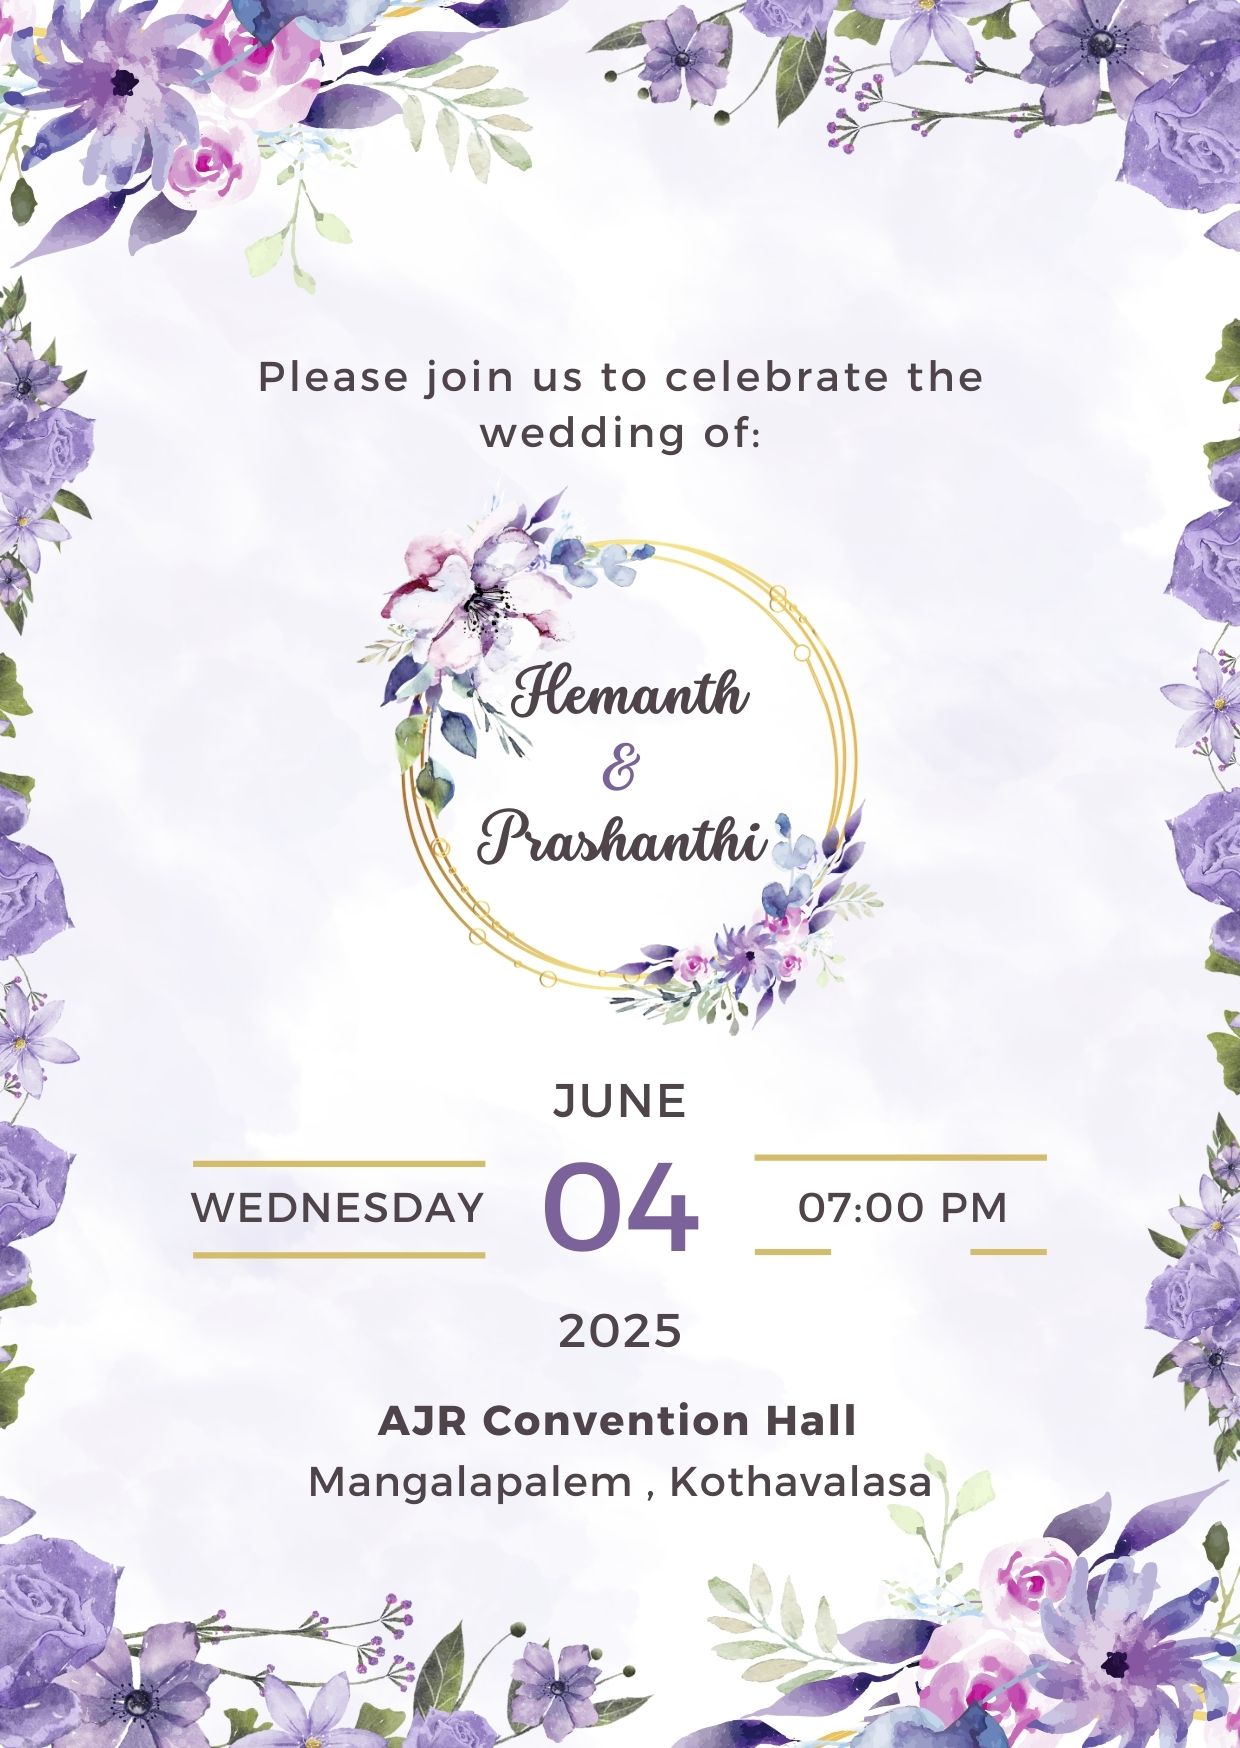 Please join us to celebrate the
wedding of:
Hemanth
&
Prashanthi
JUNE
WEDNESDAY 04 07:00 PM
2025
AJR Convention Hall
Mangalapalem , Kothavalasa